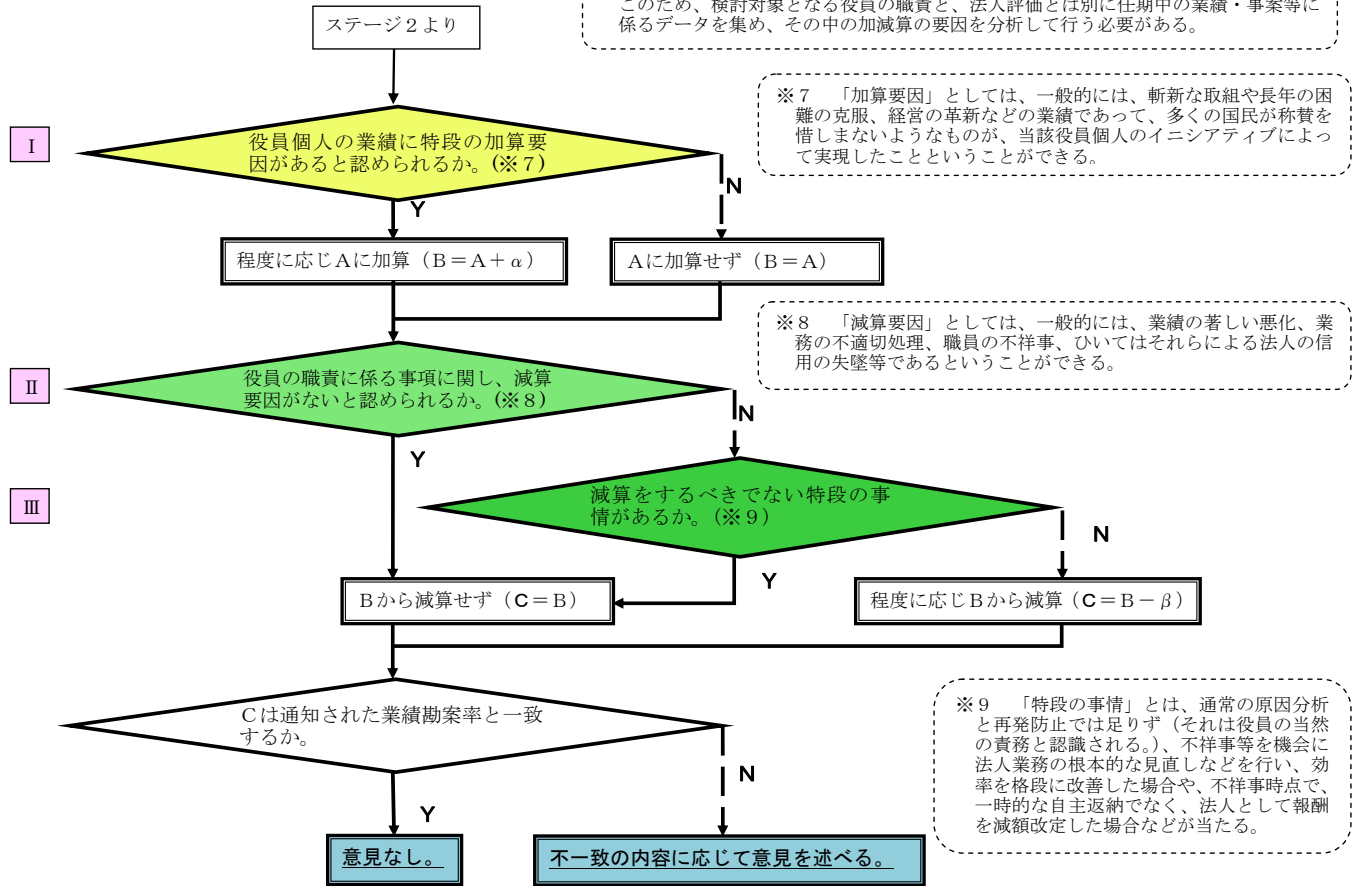 このため、検討対象となる役員の職責と、法人評価とは別に任期中の業績・事案等に
係るデータを集め、その中の加減算の要因を分析して行う必要がある。
ステージ２より
※７　「加算要因」としては、一般的には、斬新な取組や長年の困
難の克服、経営の革新などの業績であって、多くの国民が称賛を
惜しまないようなものが、当該役員個人のイニシアティブによっ
て実現したことということができる。
Ⅰ
役員個人の業績に特段の加算要
因があると認められるか。(※７)
N
Y
程度に応じＡに加算（Ｂ＝Ａ＋α）
Ａに加算せず（Ｂ＝Ａ）
※８　「減算要因」としては、一般的には、業績の著しい悪化、業
務の不適切処理、職員の不祥事、ひいてはそれらによる法人の信
用の失墜等であるということができる。
Ⅱ
役員の職責に係る事項に関し、減算
要因がないと認められるか。(※８)
N
Y
Ⅲ
減算をするべきでない特段の事
情があるか。(※９)
N
Y
Ｂから減算せず（C＝Ｂ）
程度に応じＢから減算（C＝Ｂ－β）
※９　「特段の事情」とは、通常の原因分析
と再発防止では足りず（それは役員の当然
の責務と認識される。）、不祥事等を機会に
法人業務の根本的な見直しなどを行い、効
率を格段に改善した場合や、不祥事時点で、
一時的な自主返納でなく、法人として報酬
を減額改定した場合などが当たる。
Ｃは通知された業績勘案率と一致
するか。
N
Y
意見なし。
不一致の内容に応じて意見を述べる。